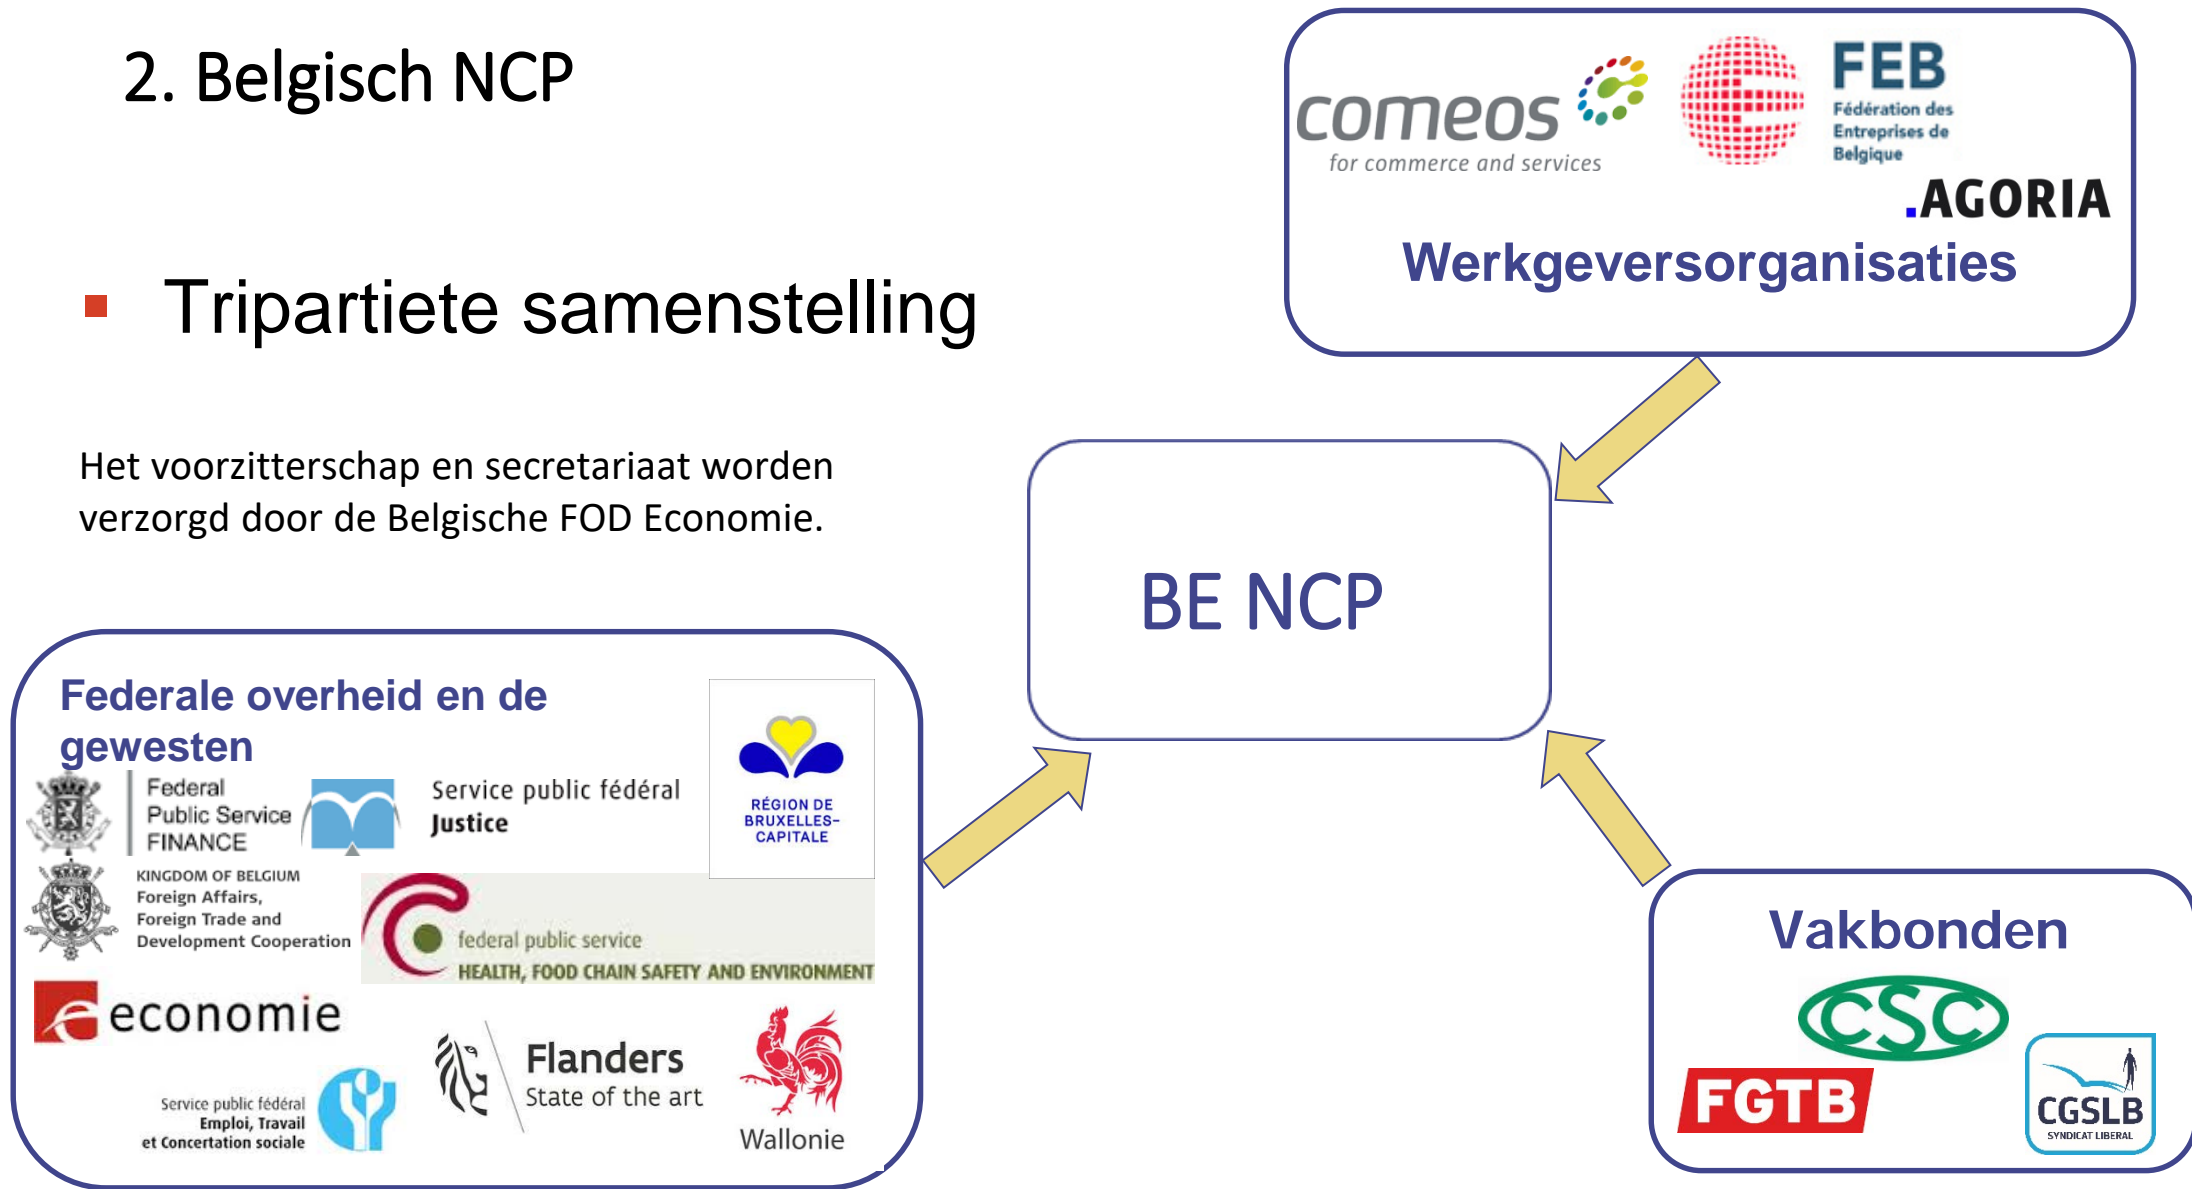 2. Belgisch NCP
Tripartiete samenstelling
Het voorzitterschap en secretariaat worden
verzorgd door de Belgische FOD Economie.
comeos
for commerce and services
FEB
Fédération des
Entreprises de
Belgique
.AGORIA
Werkgeversorganisaties
BE NCP
Federale overheid en de
gewesten
Federal
Public Service
FINANCE
Service public fédéral
Justice
RÉGION DE
BRUXELLES-
CAPITALE
KINGDOM OF BELGIUM
Foreign Affairs,
Foreign Trade and
Development Cooperation
federal public service
HEALTH, FOOD CHAIN SAFETY AND ENVIRONMENT
economie
Service public fédéral
Emploi, Travail
et Concertation sociale
Flanders
State of the art
Wallonie
Vakbonden
CSC
FGTB
CGSLB
SYNDICAT LIBERAL